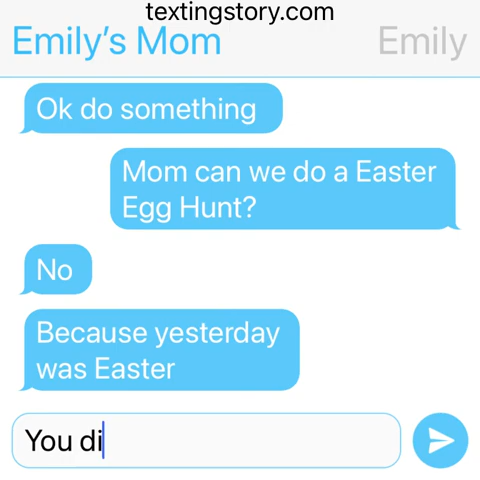 textingstory.com
Emily’s Mom Emily
Ok do something
Mom can we do a Easter
Egg Hunt?
No
Because yesterday
was Easter
You di